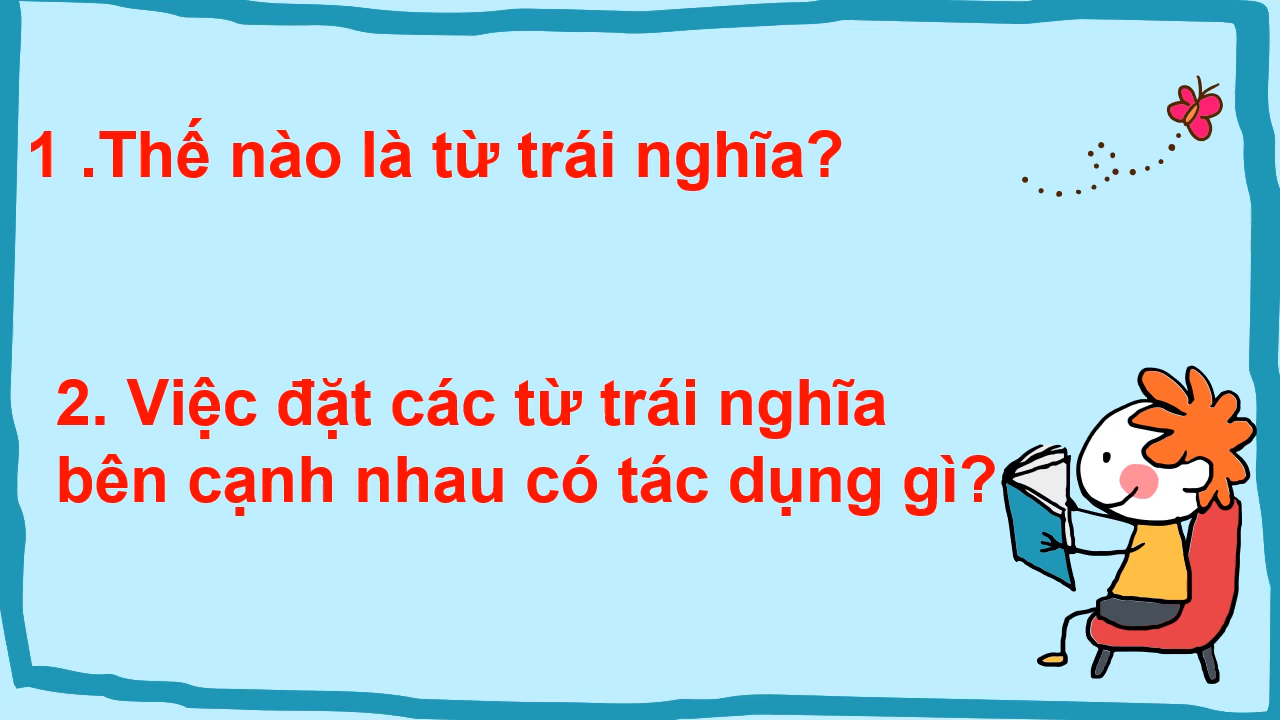 1 .Thế nào là từ trái nghĩa?
2. Việc đặt các từ trái nghĩa
bên cạnh nhau có tác dụng gì?